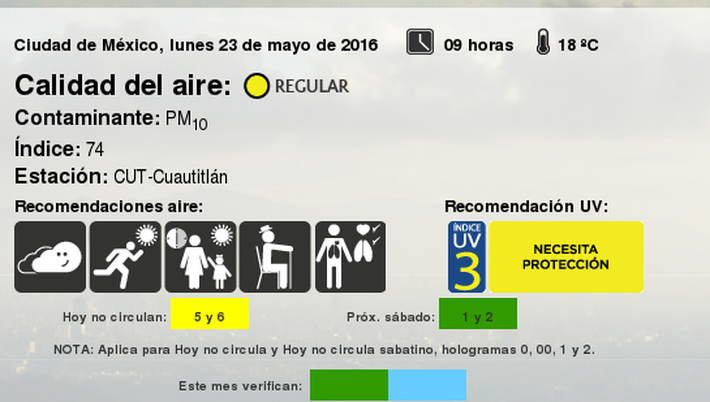 Ciudad de México, lunes 23 de mayo de 2016 09 horas 18 ºC
Calidad del aire: REGULAR
Contaminante: PM10
Índice: 74
Estación: CUT-Cuautitlán
Recomendaciones aire: Recomendación UV:
ÍNDICE
UV
3
NECESITA
PROTECCIÓN
Hoy no circulan: 5 y 6 Próx. sábado: 1 y 2
NOTA: Aplica para Hoy no circula y Hoy no circula sabatino, hologramas 0, 00, 1 y 2.
Este mes verifican: